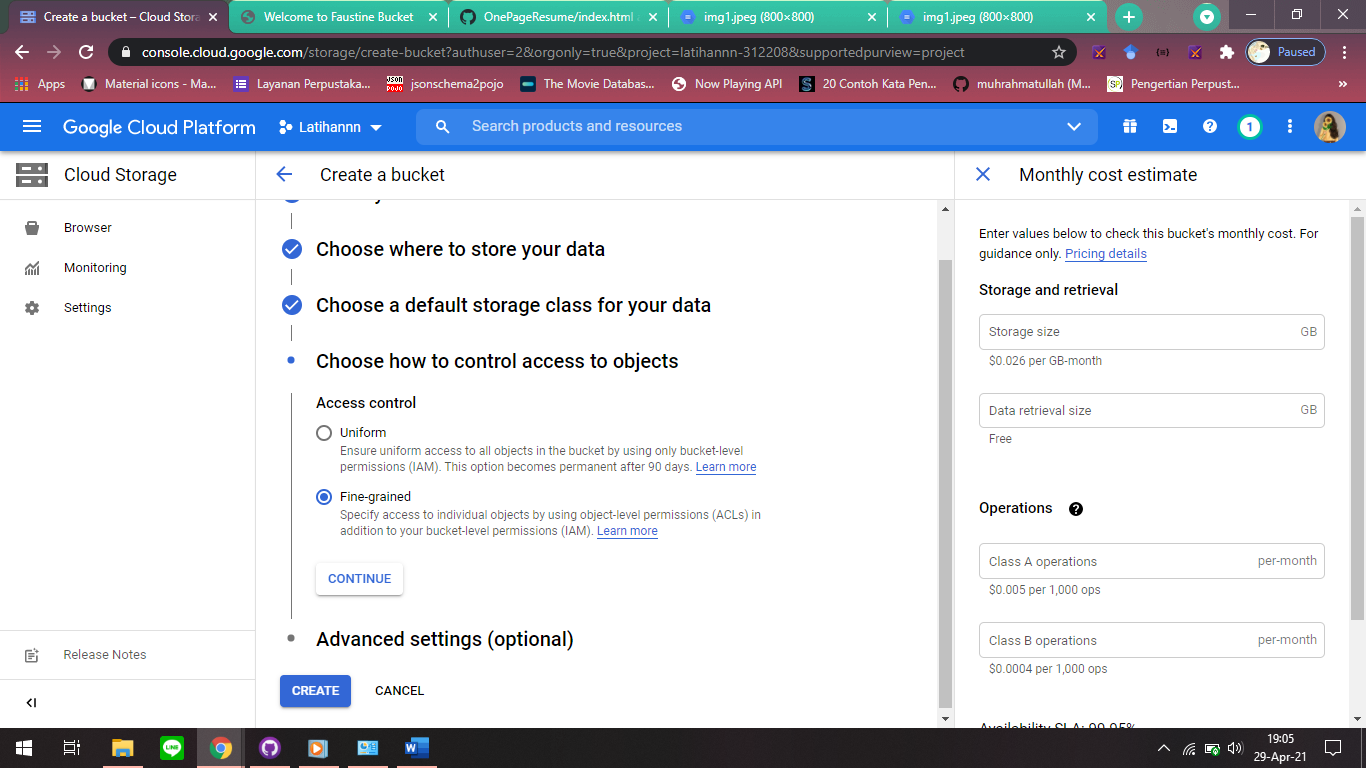 Create a bucket – Cloud Stora
Welcome to Faustine Bucket
OnePageResume/index.html
img1.jpeg (800×800)
img1.jpeg (800×800)
console.cloud.google.com/storage/create-bucket?authuser=2&orgonly=true&project=latihannn-312208&supportedpurview=project
Paused
Apps
Material icons - Ma...
Layanan Perpustaka...
JSON POJO
jsonschema2pojo
The Movie Databas...
Now Playing API
20 Contoh Kata Pen...
muhrahmatullah (M...
Pengertian Perpust...
»
Google Cloud Platform
Latihannn
Search products and resources
1
Cloud Storage
Create a bucket
Monthly cost estimate
Browser
Monitoring
Settings
Release Notes
Choose where to store your data
Choose a default storage class for your data
Choose how to control access to objects
Access control
Uniform
Ensure uniform access to all objects in the bucket by using only bucket-level
permissions (IAM). This option becomes permanent after 90 days. Learn more
Fine-grained
Specify access to individual objects by using object-level permissions (ACLs) in
addition to your bucket-level permissions (IAM). Learn more
CONTINUE
Advanced settings (optional)
CREATE
CANCEL
Enter values below to check this bucket's monthly cost. For
guidance only. Pricing details
Storage and retrieval
Storage size GB
$0.026 per GB-month
Data retrieval size GB
Free
Operations
Class A operations per-month
$0.005 per 1,000 ops
Class B operations per-month
$0.0004 per 1,000 ops
Availability SLA: 99.95%
LINE
19:05
29-Apr-21